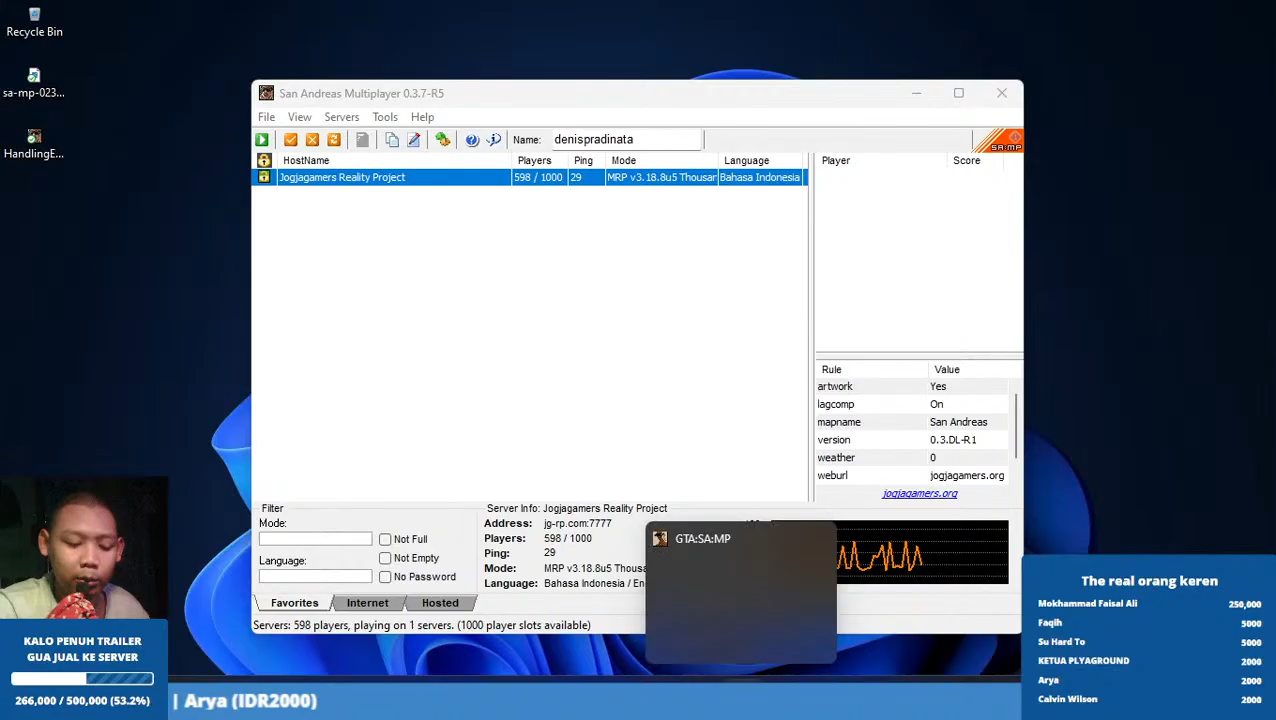 Recycle Bin
sa-mp-023...
HandlingE...
San Andreas Multiplayer 0.3.7-R5
File View Servers Tools Help
Name: denispradinata
SA:MP
HostName Players Ping Mode Language
Jogjagamers Reality Project 598 / 1000 29 MRP v3.18.8u5 Thousan Bahasa Indonesia
Player Score
Rule Value
artwork Yes
lagcomp On
mapname San Andreas
version 0.3.DL-R1
weather 0
weburl jogjagamers.org
jogjagamers.org
Filter
Mode:
Not Full
Language:
Not Empty
No Password
Server Info: Jogjagamers Reality Project
Address: jg-rp.com:7777
Players: 598 / 1000
Ping: 29
Mode: MRP v3.18.8u5 Thousa
Language: Bahasa Indonesia / En
GTA:SA:MP
Favorites Internet Hosted
Servers: 598 players, playing on 1 servers. (1000 player slots available)
KALO PENUH TRAILER
GUA JUAL KE SERVER
266,000 / 500,000 (53.2%)
| Arya (IDR2000)
The real orang keren
Mokhammad Faisal Ali 250,000
Faqih 5000
Su Hard To 5000
KETUA PLYAGROUND 2000
Arya 2000
Calvin Wilson 2000